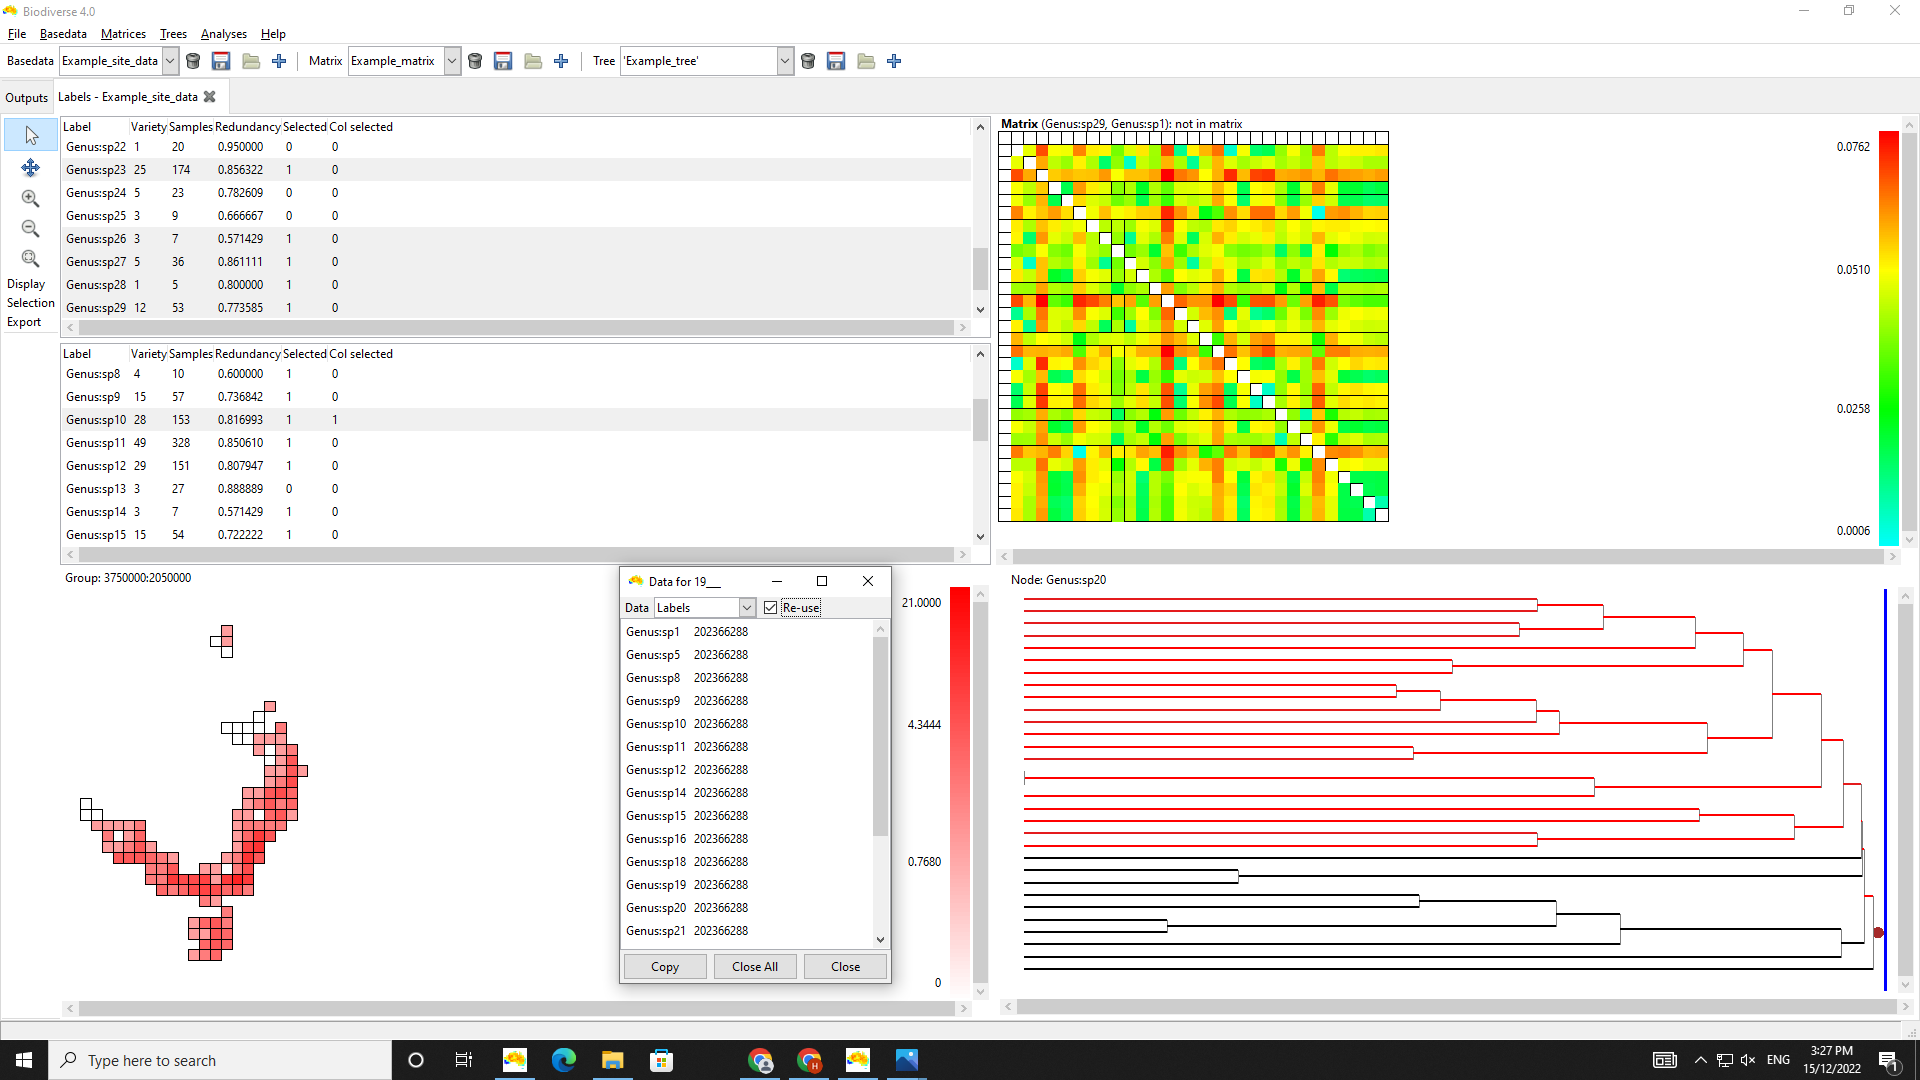 Biodiverse 4.0
File Basedata Matrices Trees Analyses Help
Basedata Example_site_data Matrix Example_matrix Tree 'Example_tree'
Outputs Labels - Example_site_data
Label Variety Samples Redundancy Selected Col selected
Genus:sp22 1 20 0.950000 0 0
Genus:sp23 25 174 0.856322 1 0
Genus:sp24 5 23 0.782609 0 0
Genus:sp25 3 9 0.666667 0 0
Genus:sp26 3 7 0.571429 1 0
Genus:sp27 5 36 0.861111 1 0
Genus:sp28 1 5 0.800000 1 0
Genus:sp29 12 53 0.773585 1 0
Display
Selection
Export
Label Variety Samples Redundancy Selected Col selected
Genus:sp8 4 10 0.600000 1 0
Genus:sp9 15 57 0.736842 1 0
Genus:sp10 28 153 0.816993 1 1
Genus:sp11 49 328 0.850610 1 0
Genus:sp12 29 151 0.807947 1 0
Genus:sp13 3 27 0.888889 0 0
Genus:sp14 3 7 0.571429 1 0
Genus:sp15 15 54 0.722222 1 0
Matrix (Genus:sp29, Genus:sp1): not in matrix
0.0762
0.0510
0.0258
0.0006
Group: 3750000:2050000
21.0000
4.3444
0.7680
0
Data for 19___
Data Labels Re-use
Genus:sp1 202366288
Genus:sp5 202366288
Genus:sp8 202366288
Genus:sp9 202366288
Genus:sp10 202366288
Genus:sp11 202366288
Genus:sp12 202366288
Genus:sp14 202366288
Genus:sp15 202366288
Genus:sp16 202366288
Genus:sp18 202366288
Genus:sp19 202366288
Genus:sp20 202366288
Genus:sp21 202366288
Copy Close All Close
Node: Genus:sp20
Type here to search
H
ENG
3:27 PM
15/12/2022
1